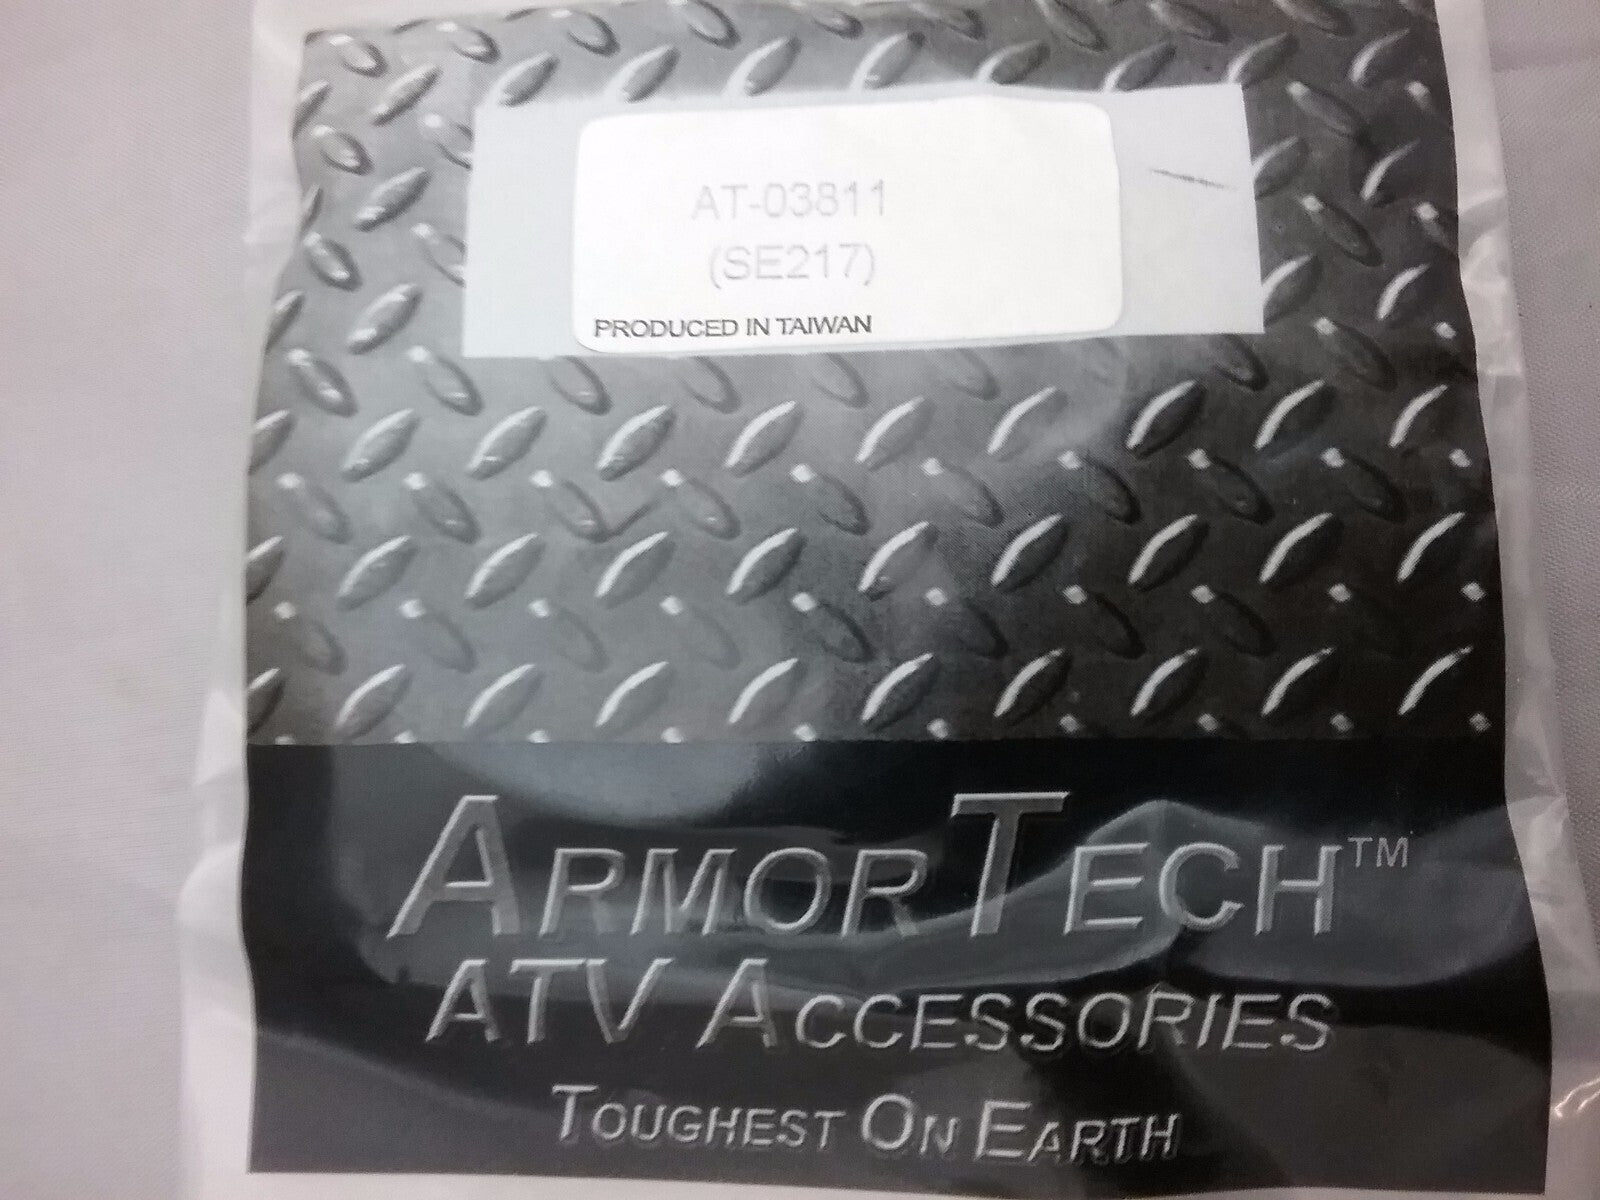 AT-03811
(SE217)
PRODUCED IN TAIWAN
ARMORTECH™
ATV ACCESSORIES
TOUGHEST ON EARTH